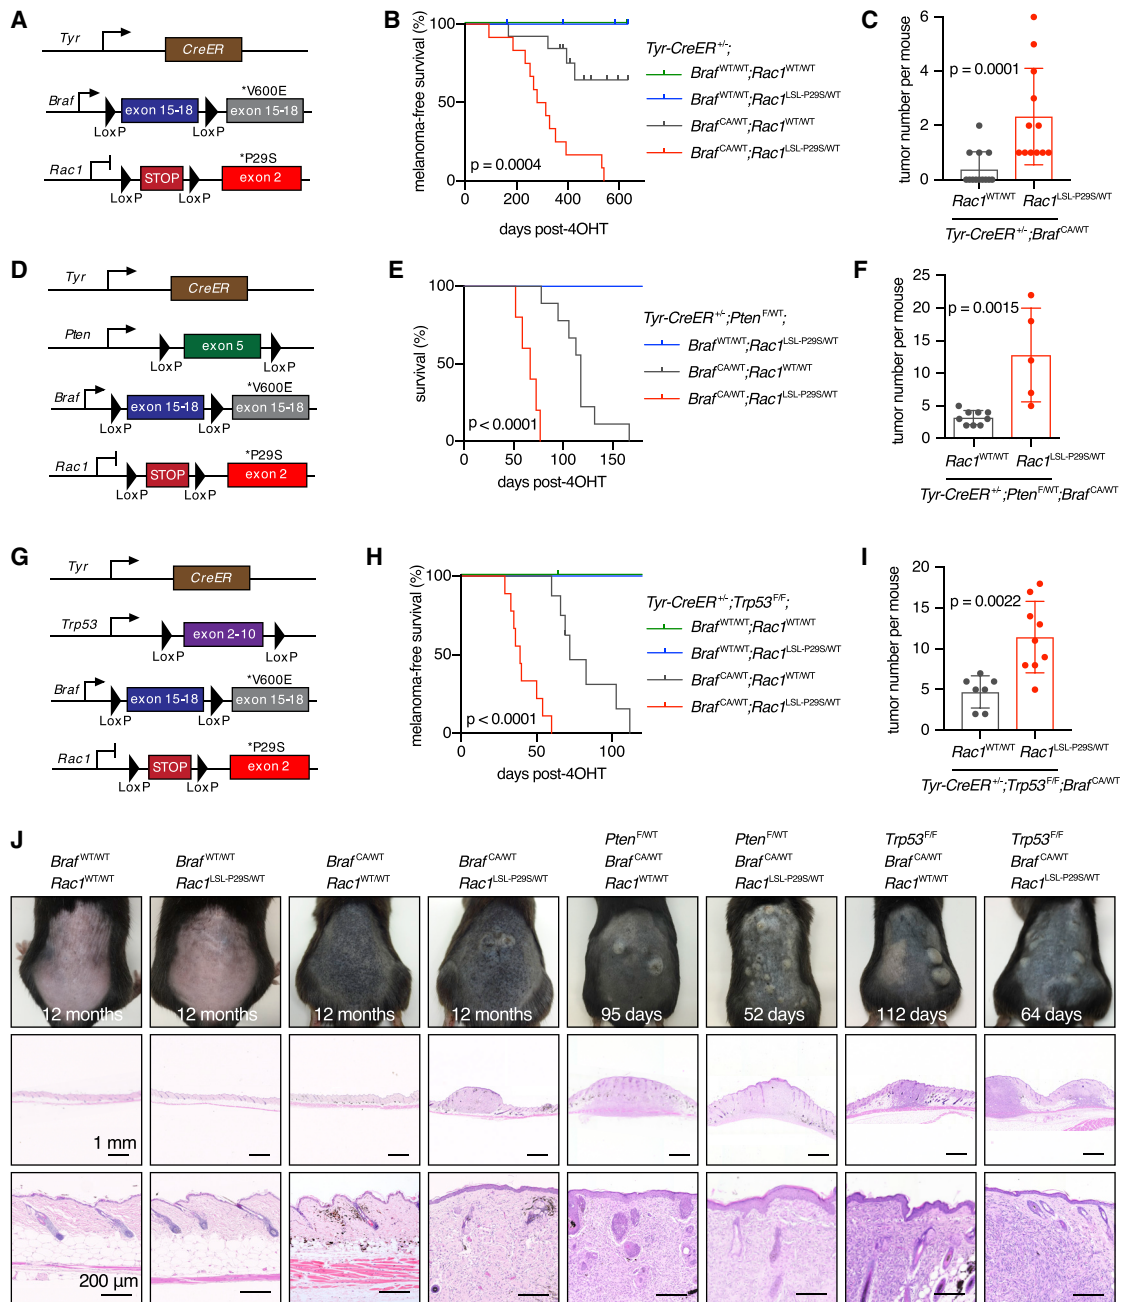 A
Tyr
CreER
Braf
exon 15-18
*V600E
exon 15-18
LoxP
LoxP
Rac1
STOP
*P29S
exon 2
LoxP
LoxP
B
melanoma-free survival (%)
100
50
0
p = 0.0004
0 200 400 600
days post-4OHT
Tyr-CreER+/-;
BrafWT/WT;Rac1WT/WT
BrafWT/WT;Rac1LSL-P29S/WT
BrafCA/WT;Rac1WT/WT
BrafCA/WT;Rac1LSL-P29S/WT
C
tumor number per mouse
6
4
2
0
p = 0.0001
Rac1WT/WT Rac1LSL-P29S/WT
Tyr-CreER+/-;BrafCA/WT
D
Tyr
CreER
Pten
exon 5
LoxP
LoxP
Braf
exon 15-18
*V600E
exon 15-18
LoxP
LoxP
Rac1
STOP
*P29S
exon 2
LoxP
LoxP
E
survival (%)
100
50
0
p < 0.0001
0 50 100 150
days post-4OHT
Tyr-CreER+/-;PtenF/WT;
BrafWT/WT;Rac1LSL-P29S/WT
BrafCA/WT;Rac1WT/WT
BrafCA/WT;Rac1LSL-P29S/WT
F
tumor number per mouse
25
20
15
10
5
0
p = 0.0015
Rac1WT/WT Rac1LSL-P29S/WT
Tyr-CreER+/-;PtenF/WT;BrafCA/WT
G
Tyr
CreER
Trp53
exon 2-10
LoxP
LoxP
Braf
exon 15-18
*V600E
exon 15-18
LoxP
LoxP
Rac1
STOP
*P29S
exon 2
LoxP
LoxP
H
melanoma-free survival (%)
100
50
0
p < 0.0001
0 50 100
days post-4OHT
Tyr-CreER+/-;Trp53F/F;
BrafWT/WT;Rac1WT/WT
BrafWT/WT;Rac1LSL-P29S/WT
BrafCA/WT;Rac1WT/WT
BrafCA/WT;Rac1LSL-P29S/WT
I
tumor number per mouse
20
15
10
5
0
p = 0.0022
Rac1WT/WT Rac1LSL-P29S/WT
Tyr-CreER+/-;Trp53F/F;BrafCA/WT
J
BrafWT/WT
Rac1WT/WT
BrafWT/WT
Rac1LSL-P29S/WT
BrafCA/WT
Rac1WT/WT
BrafCA/WT
Rac1LSL-P29S/WT
PtenF/WT
BrafCA/WT
Rac1WT/WT
PtenF/WT
BrafCA/WT
Rac1LSL-P29S/WT
Trp53F/F
BrafCA/WT
Rac1WT/WT
Trp53F/F
BrafCA/WT
Rac1LSL-P29S/WT
12 months
12 months
12 months
12 months
95 days
52 days
112 days
64 days
1 mm
200 µm